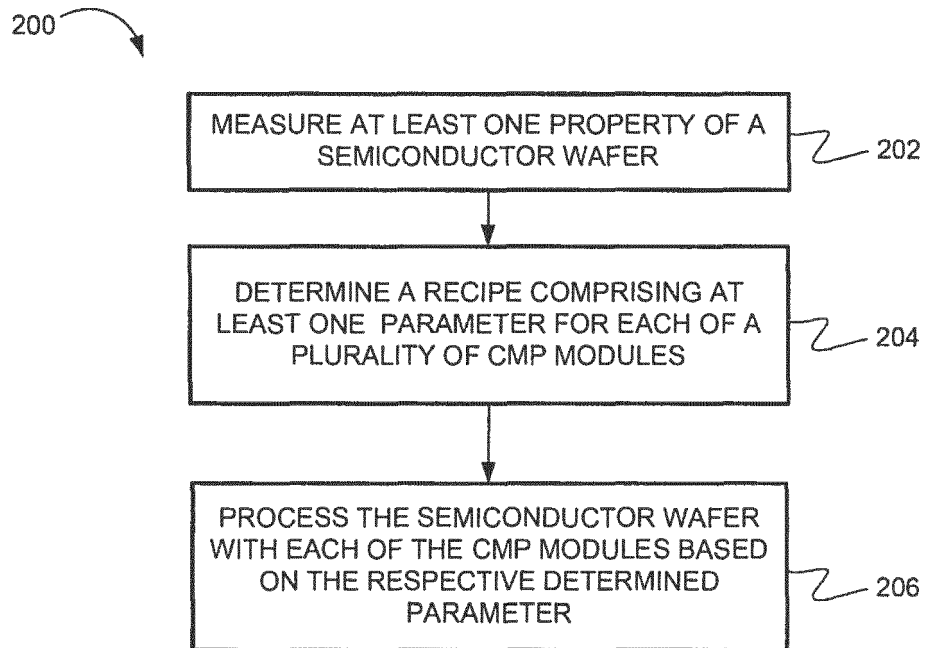 200
MEASURE AT LEAST ONE PROPERTY OF A
SEMICONDUCTOR WAFER
202
DETERMINE A RECIPE COMPRISING AT
LEAST ONE PARAMETER FOR EACH OF A
PLURALITY OF CMP MODULES
204
PROCESS THE SEMICONDUCTOR WAFER
WITH EACH OF THE CMP MODULES BASED
ON THE RESPECTIVE DETERMINED
PARAMETER
206